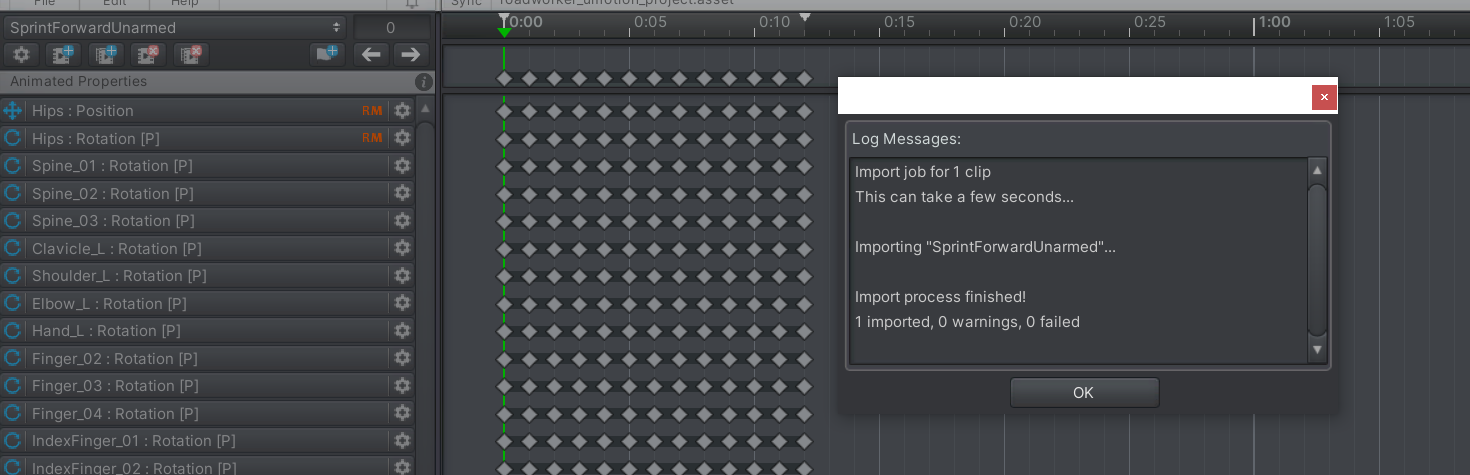 File Edit Help
Sync roadworker_umotion_project.asset
SprintForwardUnarmed 0
0:00 0:05 0:10 0:15 0:20 0:25 1:00 1:05
Animated Properties
Hips : Position RM
Hips : Rotation [P] RM
Spine_01 : Rotation [P]
Spine_02 : Rotation [P]
Spine_03 : Rotation [P]
Clavicle_L : Rotation [P]
Shoulder_L : Rotation [P]
Elbow_L : Rotation [P]
Hand_L : Rotation [P]
Finger_02 : Rotation [P]
Finger_03 : Rotation [P]
Finger_04 : Rotation [P]
IndexFinger_01 : Rotation [P]
IndexFinger_02 : Rotation [P]
Log Messages:
Import job for 1 clip
This can take a few seconds...
Importing "SprintForwardUnarmed"...
Import process finished!
1 imported, 0 warnings, 0 failed
OK